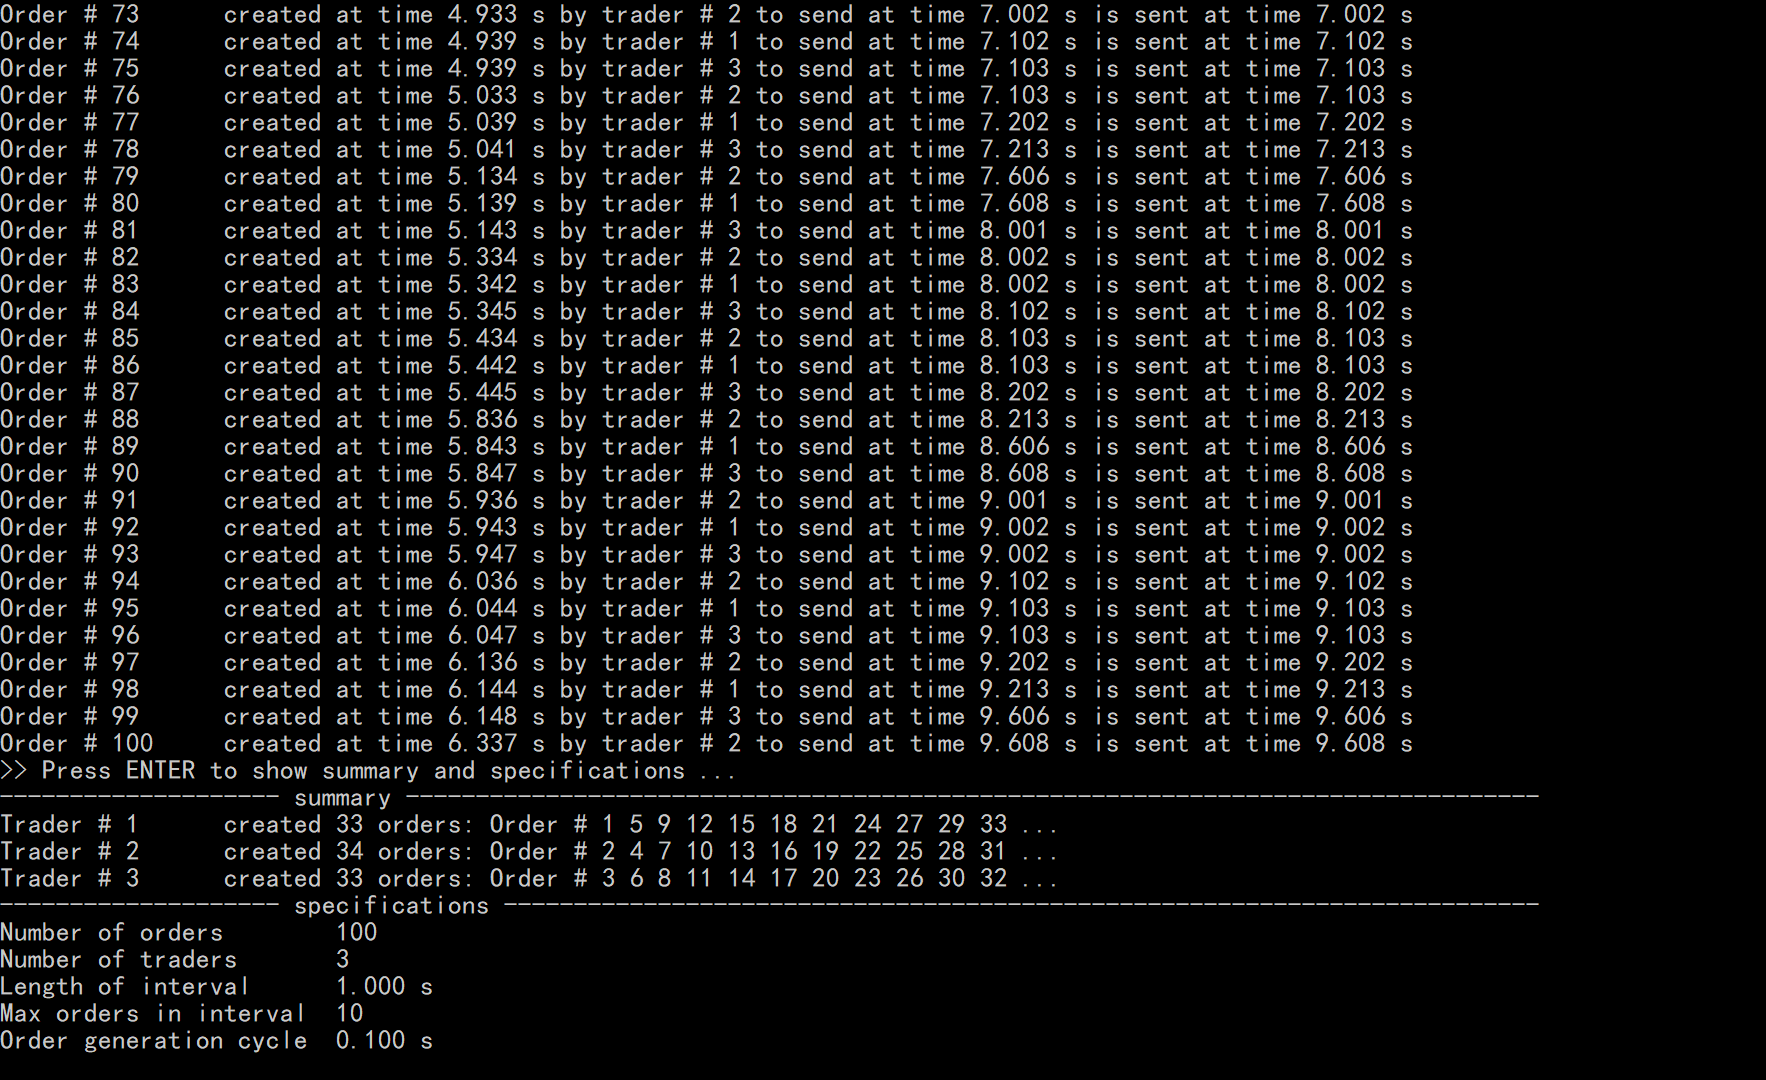 Order # 73      created at time 4.933 s by trader # 2 to send at time 7.002 s is sent at time 7.002 s
Order # 74      created at time 4.939 s by trader # 1 to send at time 7.102 s is sent at time 7.102 s
Order # 75      created at time 4.939 s by trader # 3 to send at time 7.103 s is sent at time 7.103 s
Order # 76      created at time 5.033 s by trader # 2 to send at time 7.103 s is sent at time 7.103 s
Order # 77      created at time 5.039 s by trader # 1 to send at time 7.202 s is sent at time 7.202 s
Order # 78      created at time 5.041 s by trader # 3 to send at time 7.213 s is sent at time 7.213 s
Order # 79      created at time 5.134 s by trader # 2 to send at time 7.606 s is sent at time 7.606 s
Order # 80      created at time 5.139 s by trader # 1 to send at time 7.608 s is sent at time 7.608 s
Order # 81      created at time 5.143 s by trader # 3 to send at time 8.001 s is sent at time 8.001 s
Order # 82      created at time 5.334 s by trader # 2 to send at time 8.002 s is sent at time 8.002 s
Order # 83      created at time 5.342 s by trader # 1 to send at time 8.002 s is sent at time 8.002 s
Order # 84      created at time 5.345 s by trader # 3 to send at time 8.102 s is sent at time 8.102 s
Order # 85      created at time 5.434 s by trader # 2 to send at time 8.103 s is sent at time 8.103 s
Order # 86      created at time 5.442 s by trader # 1 to send at time 8.103 s is sent at time 8.103 s
Order # 87      created at time 5.445 s by trader # 3 to send at time 8.202 s is sent at time 8.202 s
Order # 88      created at time 5.836 s by trader # 2 to send at time 8.213 s is sent at time 8.213 s
Order # 89      created at time 5.843 s by trader # 1 to send at time 8.606 s is sent at time 8.606 s
Order # 90      created at time 5.847 s by trader # 3 to send at time 8.608 s is sent at time 8.608 s
Order # 91      created at time 5.936 s by trader # 2 to send at time 9.001 s is sent at time 9.001 s
Order # 92      created at time 5.943 s by trader # 1 to send at time 9.002 s is sent at time 9.002 s
Order # 93      created at time 5.947 s by trader # 3 to send at time 9.002 s is sent at time 9.002 s
Order # 94      created at time 6.036 s by trader # 2 to send at time 9.102 s is sent at time 9.102 s
Order # 95      created at time 6.044 s by trader # 1 to send at time 9.103 s is sent at time 9.103 s
Order # 96      created at time 6.047 s by trader # 3 to send at time 9.103 s is sent at time 9.103 s
Order # 97      created at time 6.136 s by trader # 2 to send at time 9.202 s is sent at time 9.202 s
Order # 98      created at time 6.144 s by trader # 1 to send at time 9.213 s is sent at time 9.213 s
Order # 99      created at time 6.148 s by trader # 3 to send at time 9.606 s is sent at time 9.606 s
Order # 100     created at time 6.337 s by trader # 2 to send at time 9.608 s is sent at time 9.608 s
>> Press ENTER to show summary and specifications ...
-------------------- summary ---------------------------------------------------------------------------------
Trader # 1      created 33 orders: Order # 1 5 9 12 15 18 21 24 27 29 33 ...
Trader # 2      created 34 orders: Order # 2 4 7 10 13 16 19 22 25 28 31 ...
Trader # 3      created 33 orders: Order # 3 6 8 11 14 17 20 23 26 30 32 ...
-------------------- specifications --------------------------------------------------------------------------
Number of orders        100
Number of traders       3
Length of interval      1.000 s
Max orders in interval  10
Order generation cycle  0.100 s